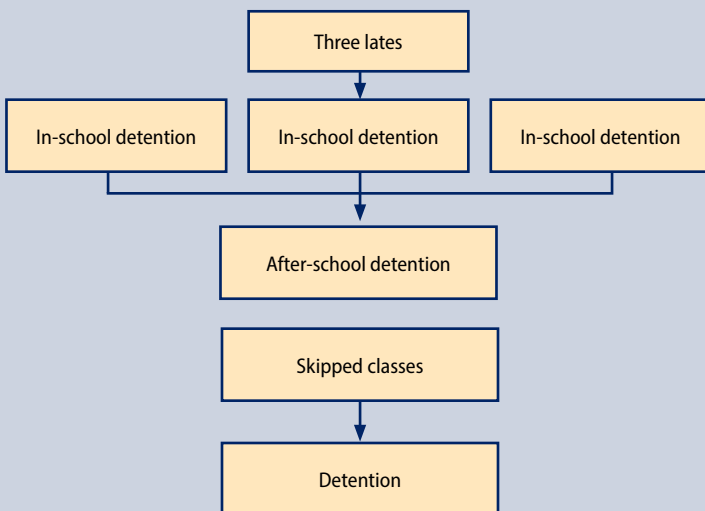 Three lates
In-school detention
In-school detention
In-school detention
After-school detention
Skipped classes
Detention